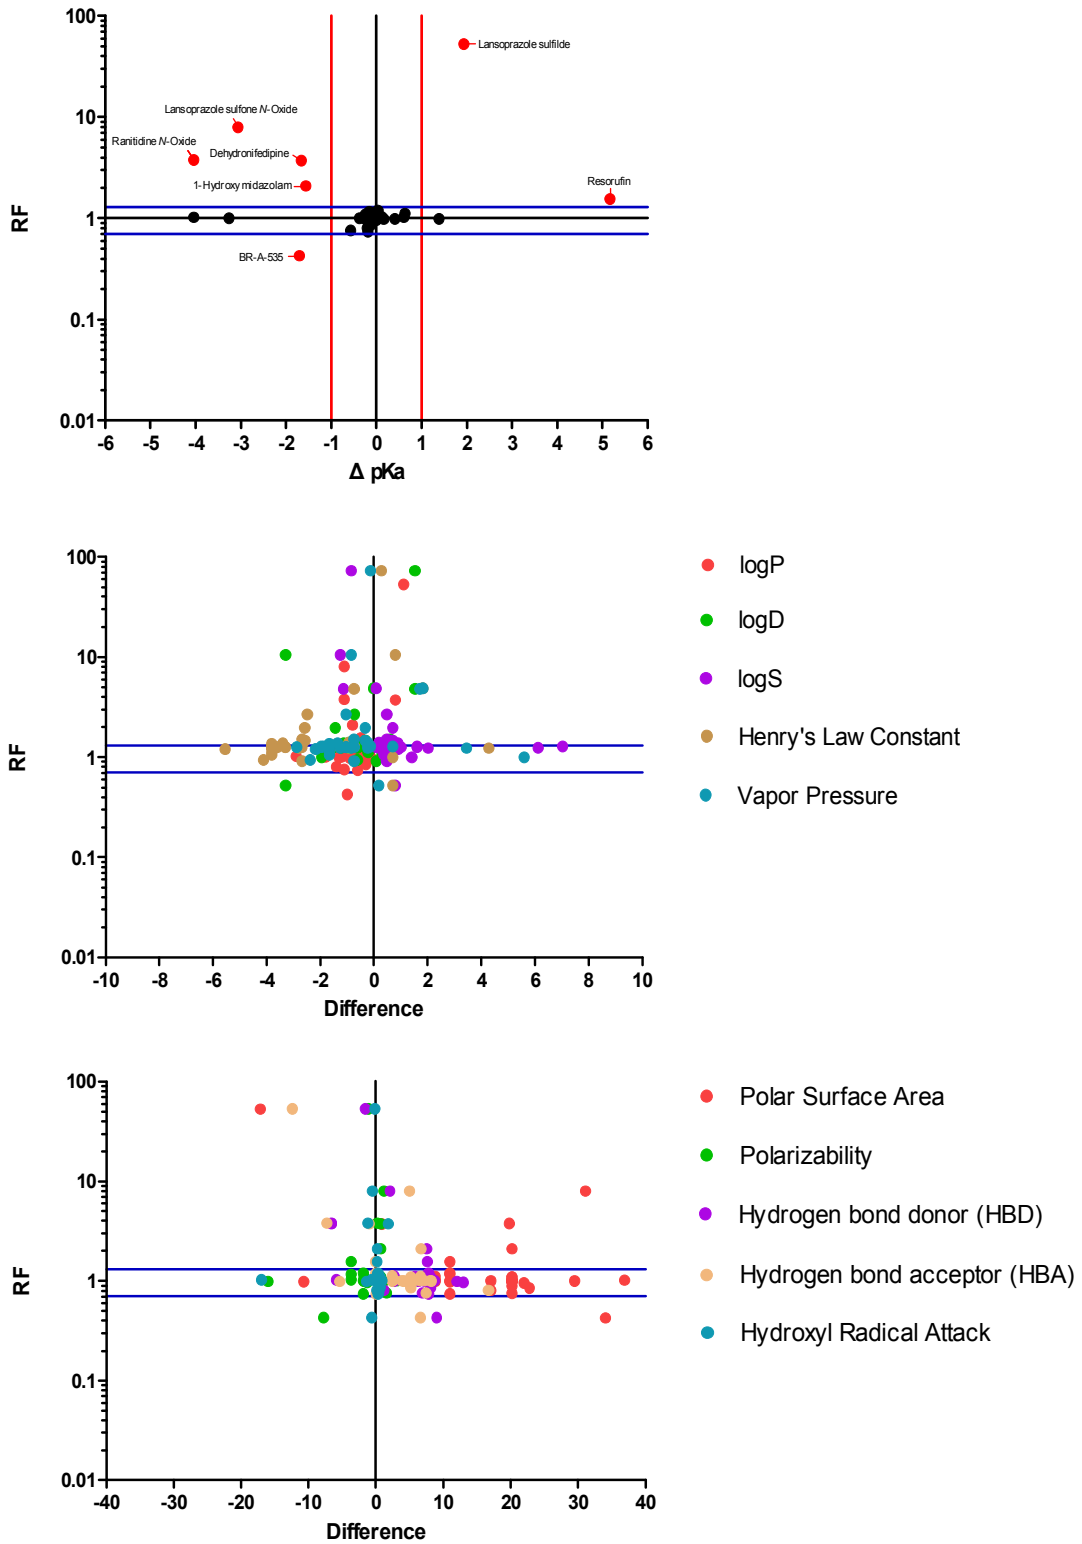 100
Lansoprazole sulfilde
10
Lansoprazole sulfone N-Oxide
Ranitidine N-Oxide
Dehydronifedipine
1-Hydroxy midazolam
Resorufin
RF
1
BR-A-535
0.1
0.01
-6 -5 -4 -3 -2 -1 0 1 2 3 4 5 6
Δ pKa
100
10
RF
1
0.1
0.01
-10 -8 -6 -4 -2 0 2 4 6 8 10
Difference
logP
logD
logS
Henry's Law Constant
Vapor Pressure
100
10
RF
1
0.1
0.01
-40 -30 -20 -10 0 10 20 30 40
Difference
Polar Surface Area
Polarizability
Hydrogen bond donor (HBD)
Hydrogen bond acceptor (HBA)
Hydroxyl Radical Attack